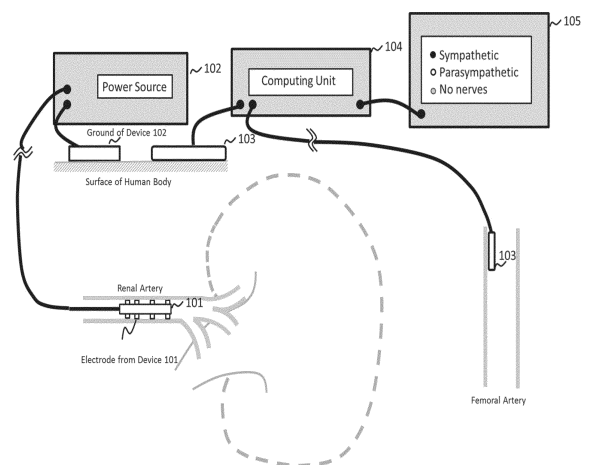 105
104
102
Sympathetic
Parasympathetic
No nerves
Power Source
Computing Unit
Ground of Device 102
103
Surface of Human Body
103
Renal Artery
101
Electrode from Device 101
Femoral Artery